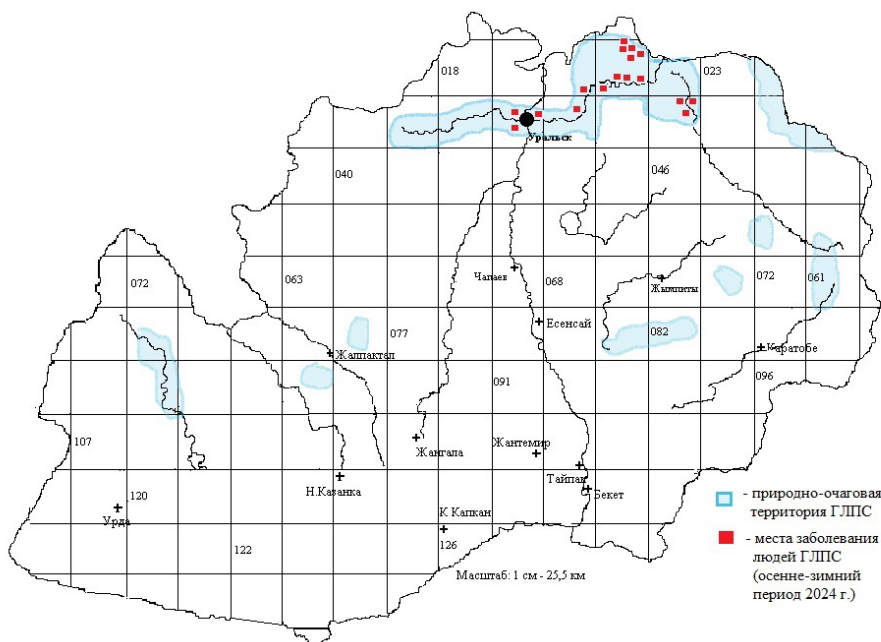 018
023
Уральск
040
046
Чапаев
068
Жымпиты
072
061
072
063
077
Есенсай
082
Жалпактал
Каратобе
096
091
107
Жангала
Жантемир
Тайпак
Бекет
Н.Казанка
120
Урда
К Капкан
122
126
Масштаб: 1 см - 25,5 км
- природно-очаговая
территория ГЛПС
- места заболевания
людей ГЛПС
(осенне-зимний
период 2024 г.)